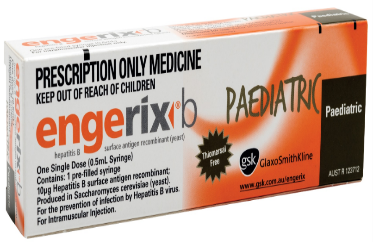 PRESCRIPTION ONLY MEDICINE
KEEP OUT OF REACH OF CHILDREN
engerix b
hepatitis B
surface antigen recombinant (yeast)
PAEDIATRIC
One Single Dose (0.5mL Syringe)
Contains: 1 pre-filled syringe
10µg Hepatitis B surface antigen recombinant;
Produced in Saccharomyces cerevisiae (yeast).
For the prevention of infection by Hepatitis B virus.
For Intramuscular Injection.
Thiomersal
Free
gsk GlaxoSmithKline
www.gsk.com.au/engerix
Paediatric
AUST R 123712
engerix b